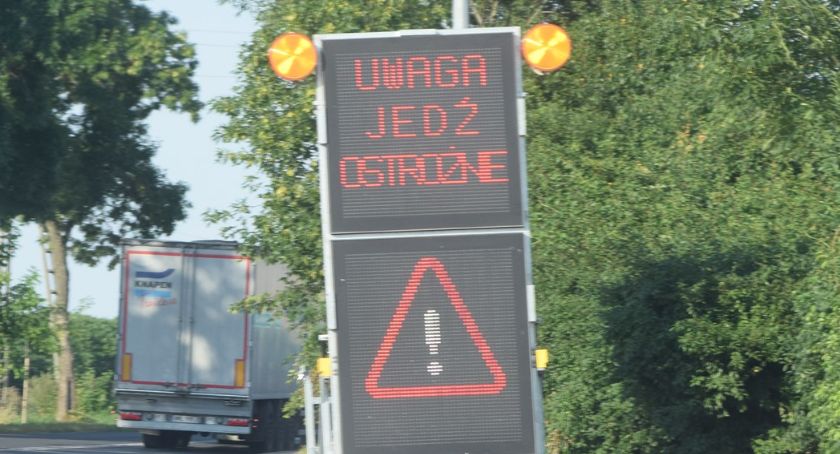 UWAGA
JEDŹ
OSTROŻNIE
KNAPEN